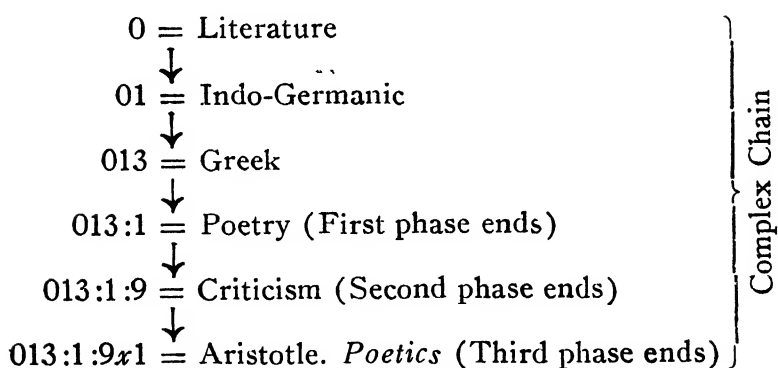 0 = Literature
01 = Indo-Germanic
013 = Greek
013:1 = Poetry (First phase ends)
013:1:9 = Criticism (Second phase ends)
013:1:9x1 = Aristotle. Poetics (Third phase ends)
Complex Chain